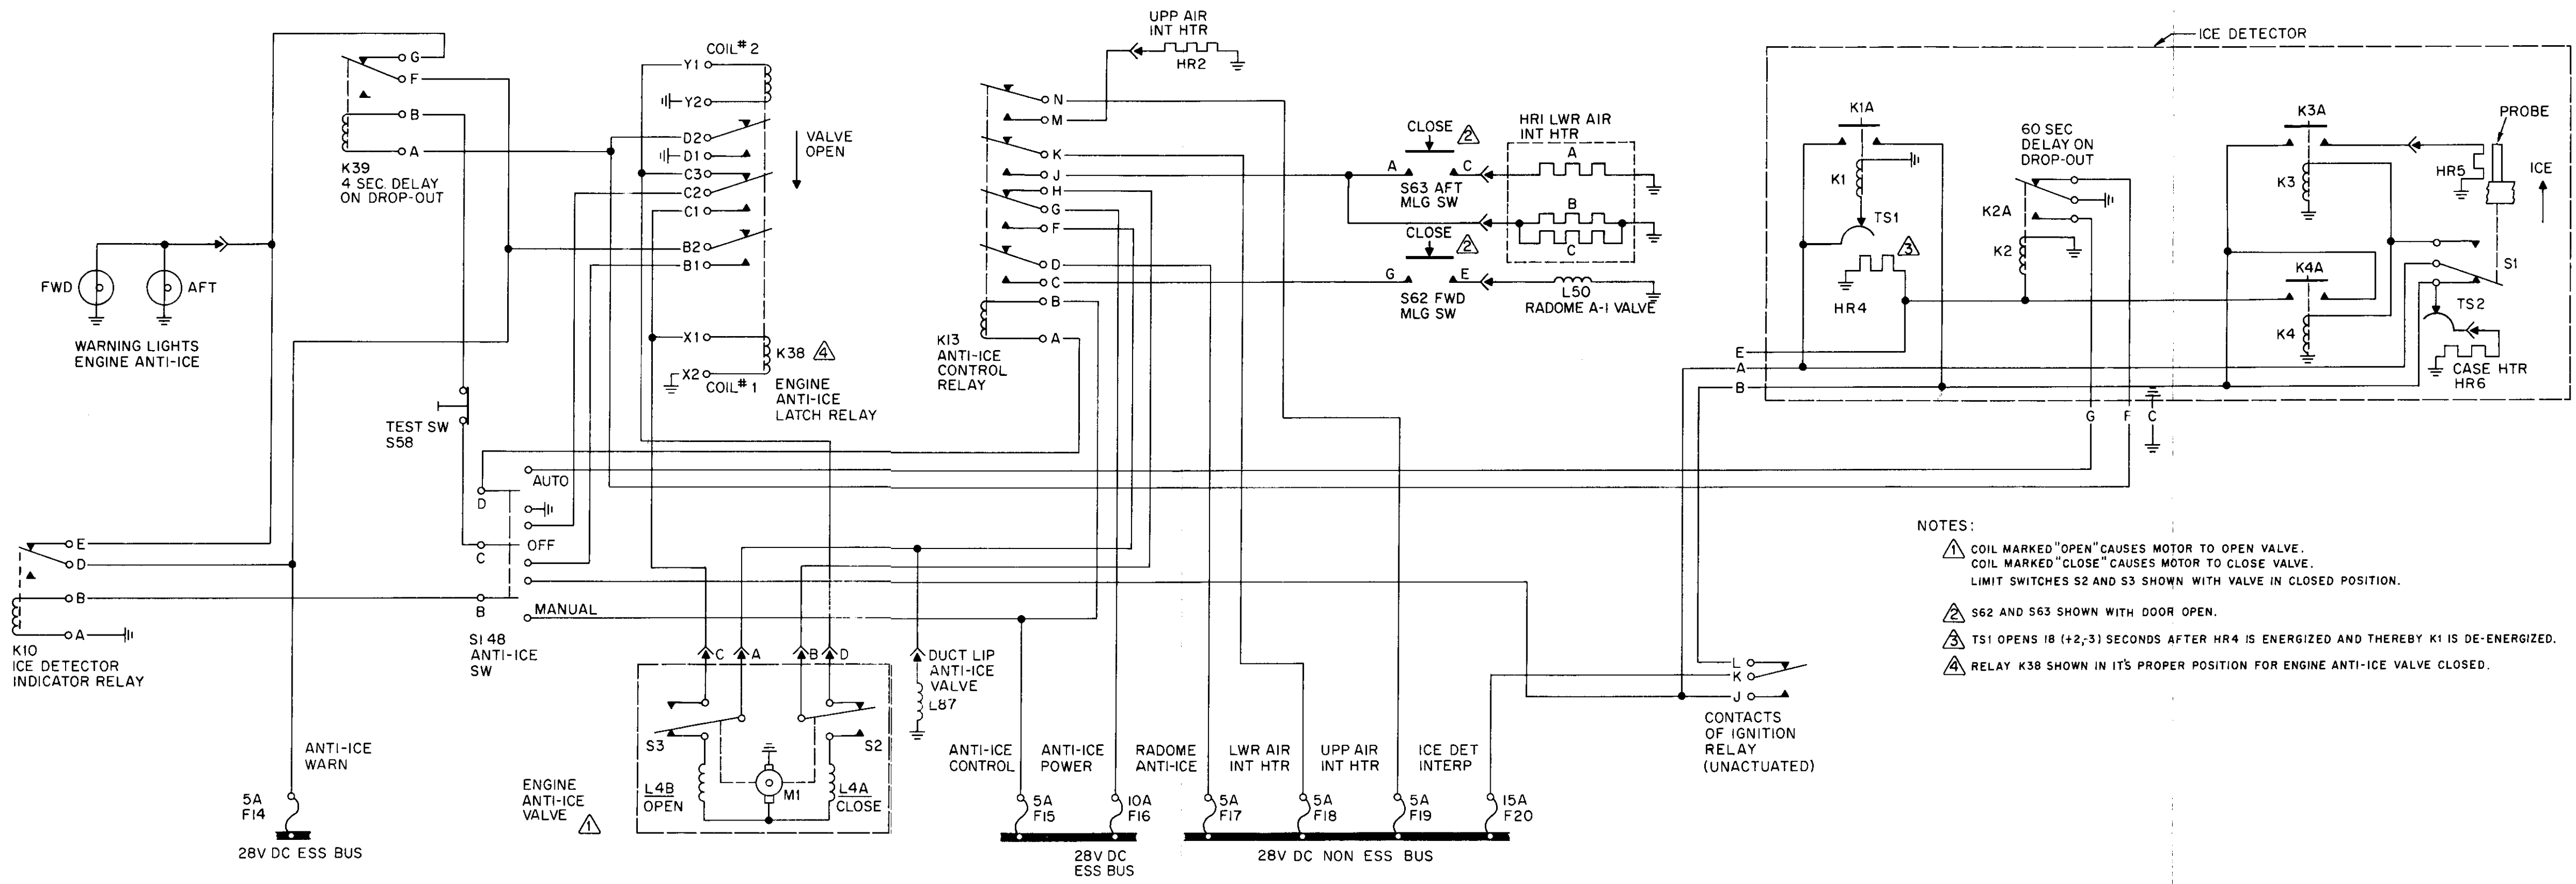 UPP AIR
INT HTR
HR2
ICE DETECTOR
COIL #2
G
F
B
A
K39
4 SEC. DELAY
ON DROP-OUT
Y1
Y2
D2
D1
C3
C2
C1
B2
B1
X1
X2
COIL #1
VALVE
OPEN
K38 4
ENGINE
ANTI-ICE
LATCH RELAY
N
M
K
J
H
G
F
D
C
B
A
K13
ANTI-ICE
CONTROL
RELAY
CLOSE 2
A C
S63 AFT
MLG SW
CLOSE 2
G E
S62 FWD
MLG SW
HR1 LWR AIR
INT HTR
A
B
C
L50
RADOME A-I VALVE
K1A
K1
TS1
3
HR4
60 SEC
DELAY ON
DROP-OUT
K2A
K2
K3A
K3
K4A
K4
PROBE
HR5
ICE
S1
TS2
CASE HTR
HR6
E
A
B
G F C
FWD
AFT
WARNING LIGHTS
ENGINE ANTI-ICE
TEST SW
S58
AUTO
D
OFF
C
MANUAL
B
S148
ANTI-ICE
SW
E
D
B
A
K10
ICE DETECTOR
INDICATOR RELAY
ANTI-ICE
WARN
5A
F14
28V DC ESS BUS
C A B D
S3 S2
L4B
OPEN
M1
L4A
CLOSE
ENGINE
ANTI-ICE
VALVE
1
DUCT LIP
ANTI-ICE
VALVE
L87
ANTI-ICE
CONTROL
ANTI-ICE
POWER
RADOME
ANTI-ICE
LWR AIR
INT HTR
UPP AIR
INT HTR
ICE DET
INTERP
5A
F15
10A
F16
5A
F17
5A
F18
5A
F19
15A
F20
28V DC
ESS BUS
28V DC NON ESS BUS
L
K
J
CONTACTS
OF IGNITION
RELAY
(UNACTUATED)
NOTES:
1 COIL MARKED "OPEN" CAUSES MOTOR TO OPEN VALVE.
COIL MARKED "CLOSE" CAUSES MOTOR TO CLOSE VALVE.
LIMIT SWITCHES S2 AND S3 SHOWN WITH VALVE IN CLOSED POSITION.
2 S62 AND S63 SHOWN WITH DOOR OPEN.
3 TS1 OPENS 18 (+2,-3) SECONDS AFTER HR4 IS ENERGIZED AND THEREBY K1 IS DE-ENERGIZED.
4 RELAY K38 SHOWN IN IT'S PROPER POSITION FOR ENGINE ANTI-ICE VALVE CLOSED.